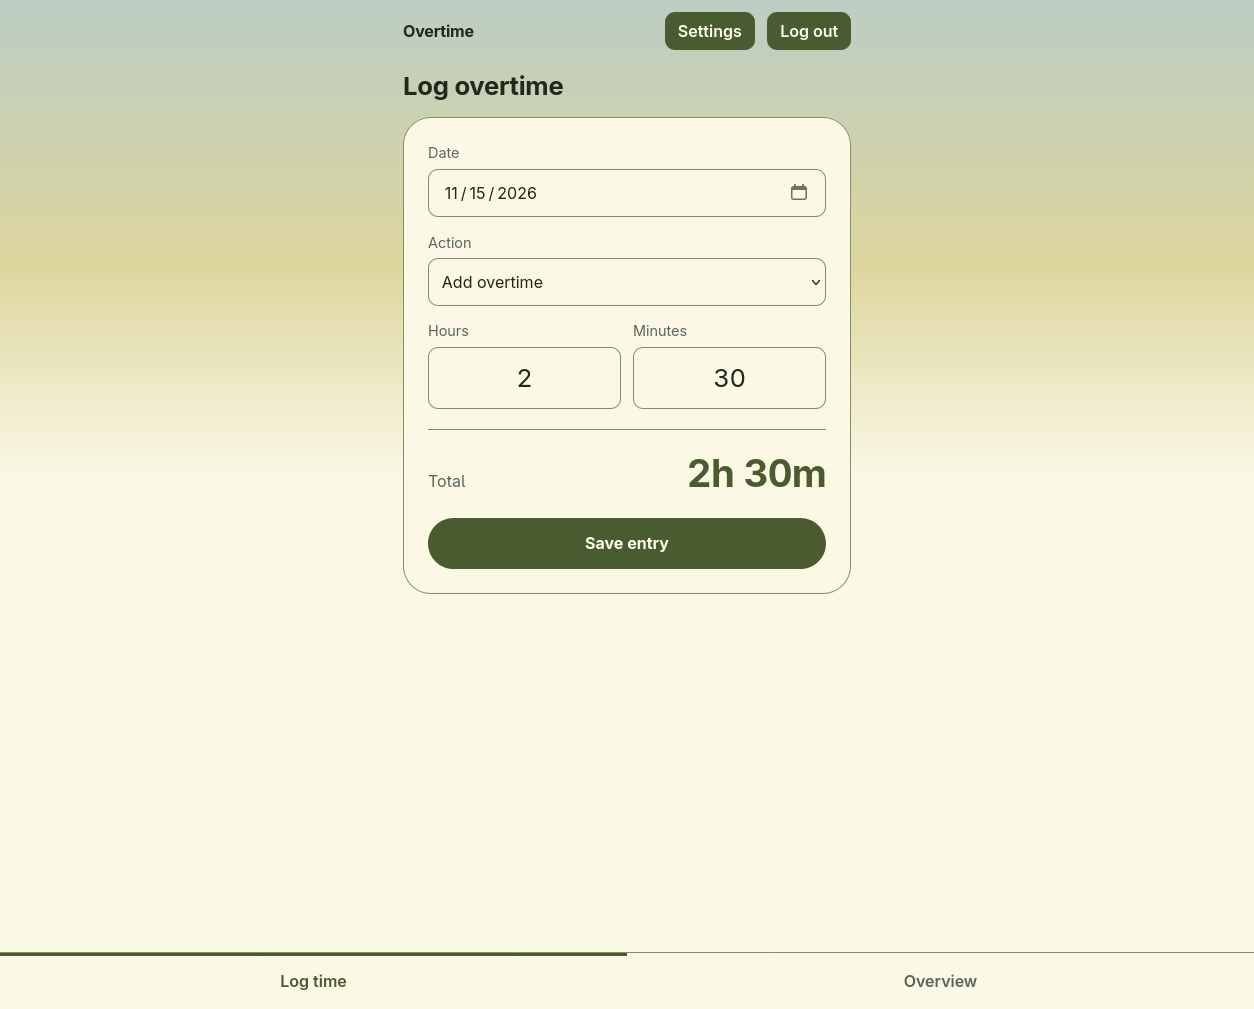 Overtime
Settings
Log out
Log overtime
Date
11 / 15 / 2026
Action
Add overtime
Hours
Minutes
2
30
Total
2h 30m
Save entry
Log time
Overview